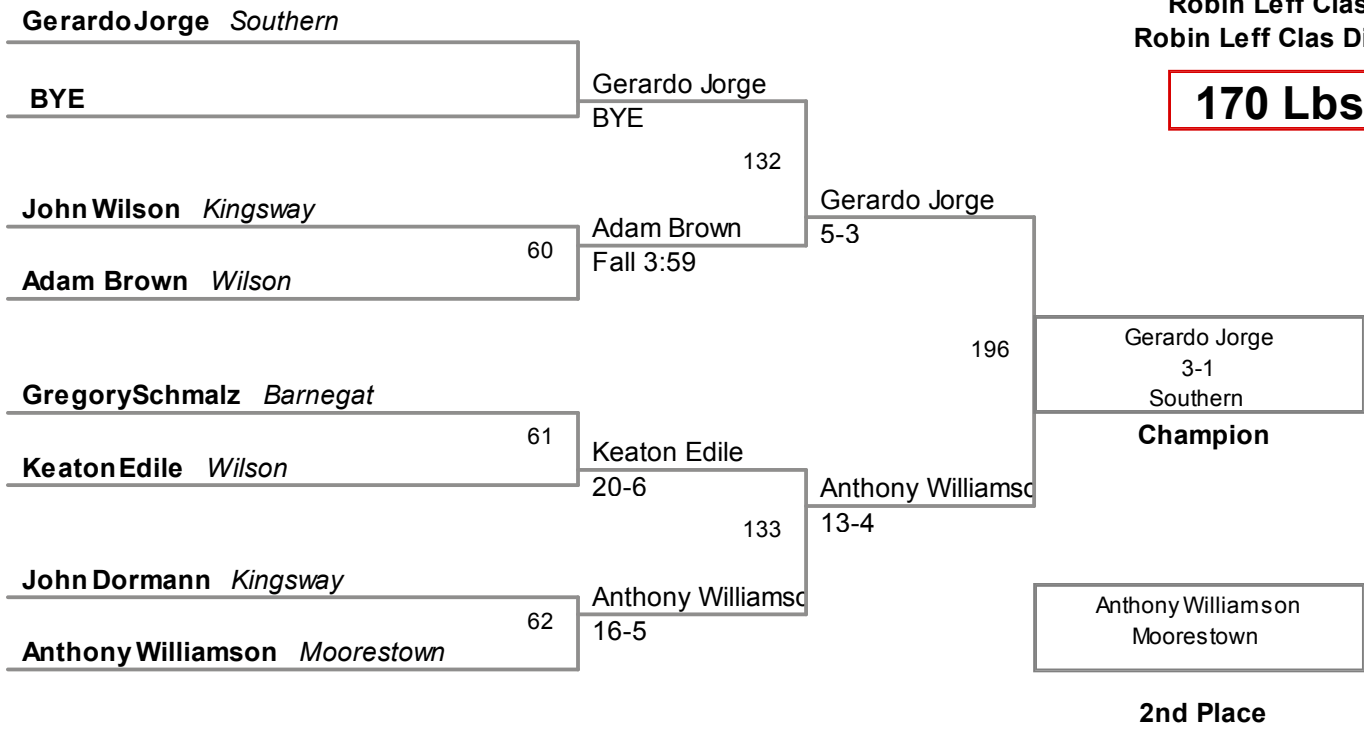 Robin Leff Clas
Robin Leff Clas Di
170 Lbs
Gerardo Jorge Southern
BYE
Gerardo Jorge
BYE
132
John Wilson Kingsway
60
Adam Brown Wilson
Adam Brown
Fall 3:59
Gerardo Jorge
5-3
196
Gregory Schmalz Barnegat
61
Keaton Edile Wilson
Keaton Edile
20-6
133
John Dormann Kingsway
62
Anthony Williamson Moorestown
Anthony Williamso
16-5
Anthony Williamso
13-4
Gerardo Jorge
3-1
Southern
Champion
Anthony Williamson
Moorestown
2nd Place